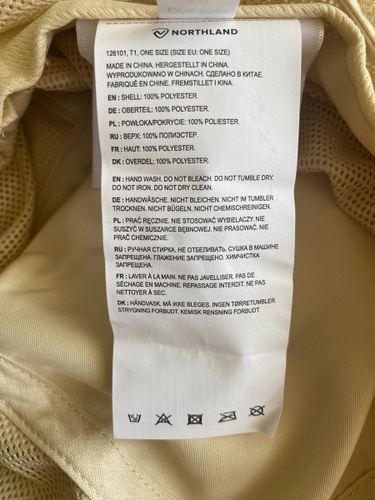 NORTHLAND
126101, T1, ONE SIZE (SIZE EU: ONE SIZE)
MADE IN CHINA. HERGESTELLT IN CHINA.
WYPRODUKOWANO W CHINACH. СДЕЛАНО В КИТАЕ.
FABRIQUÉ EN CHINE. FREMSTILLET I KINA.
EN : SHELL: 100% POLYESTER.
DE : OBERTEIL: 100% POLYESTER.
PL : POWŁOKA/POKRYCIE: 100% POLIESTER.
RU : ВЕРХ: 100% ПОЛИЭСТЕР.
FR : HAUT: 100% POLYESTER.
DK : OVERDEL: 100% POLYESTER.
EN : HAND WASH. DO NOT BLEACH. DO NOT TUMBLE DRY.
DO NOT IRON. DO NOT DRY CLEAN.
DE : HANDWÄSCHE. NICHT BLEICHEN. NICHT IM TUMBLER
TROCKNEN. NICHT BÜGELN. NICHT CHEMISCHREINIGEN.
PL : PRAĆ RĘCZNIE. NIE STOSOWAĆ WYBIELACZY. NIE
SUSZYĆ W SUSZARCE BĘBNOWEJ. NIE PRASOWAĆ. NIE
PRAĆ CHEMICZNIE.
RU : РУЧНАЯ СТИРКА. НЕ ОТБЕЛИВАТЬ. СУШКА В МАШИНЕ
ЗАПРЕЩЕНА. ГЛАЖЕНИЕ ЗАПРЕЩЕНО. ХИМЧИСТКА
ЗАПРЕЩЕНА.
FR : LAVER À LA MAIN. NE PAS JAVELLISER. PAS DE
SÉCHAGE EN MACHINE. REPASSAGE INTERDIT. NE PAS
NETTOYER À SEC.
DK : HÅNDVASK. MÅ IKKE BLEGES. INGEN TØRRETUMBLER.
STRYGNING FORBUDT. KEMISK RENSNING FORBUDT.